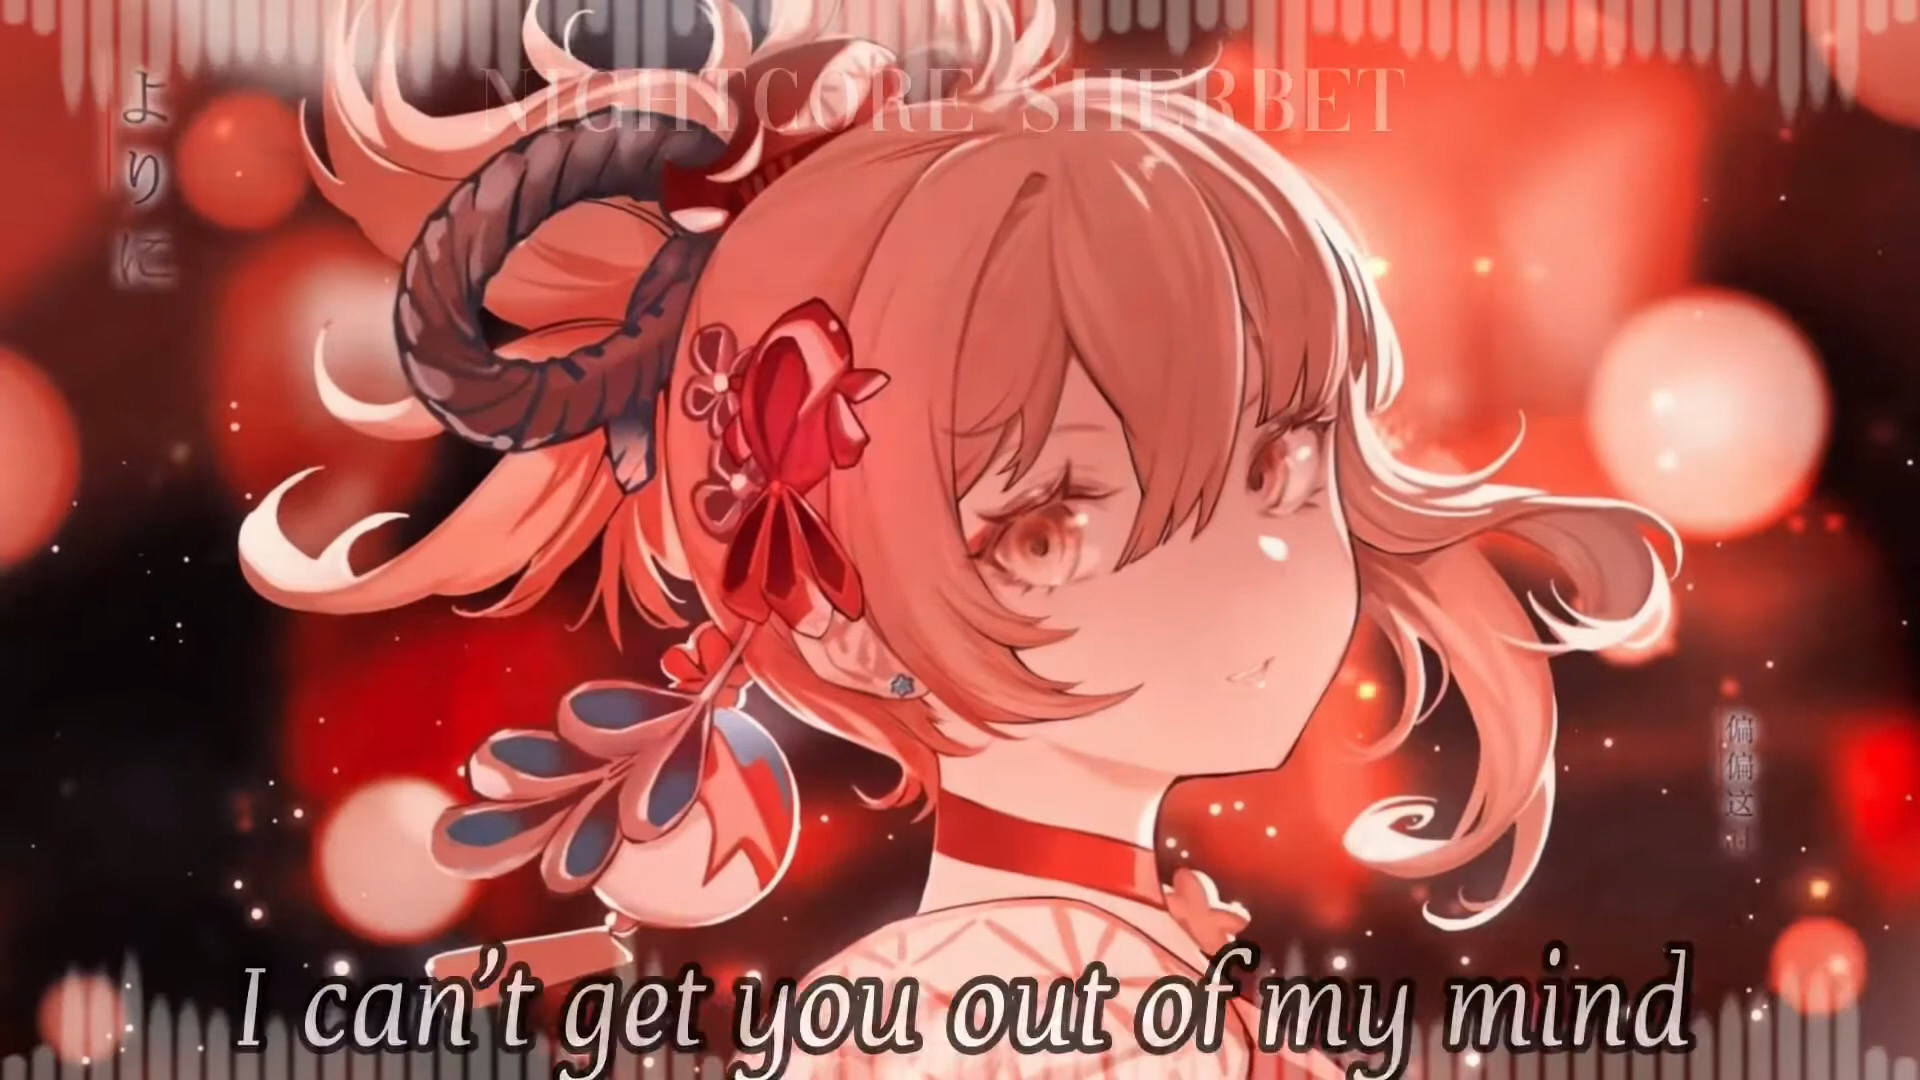 NIGHTCORE SHERBET
よりに
偏偏这
I can't get you out of my mind